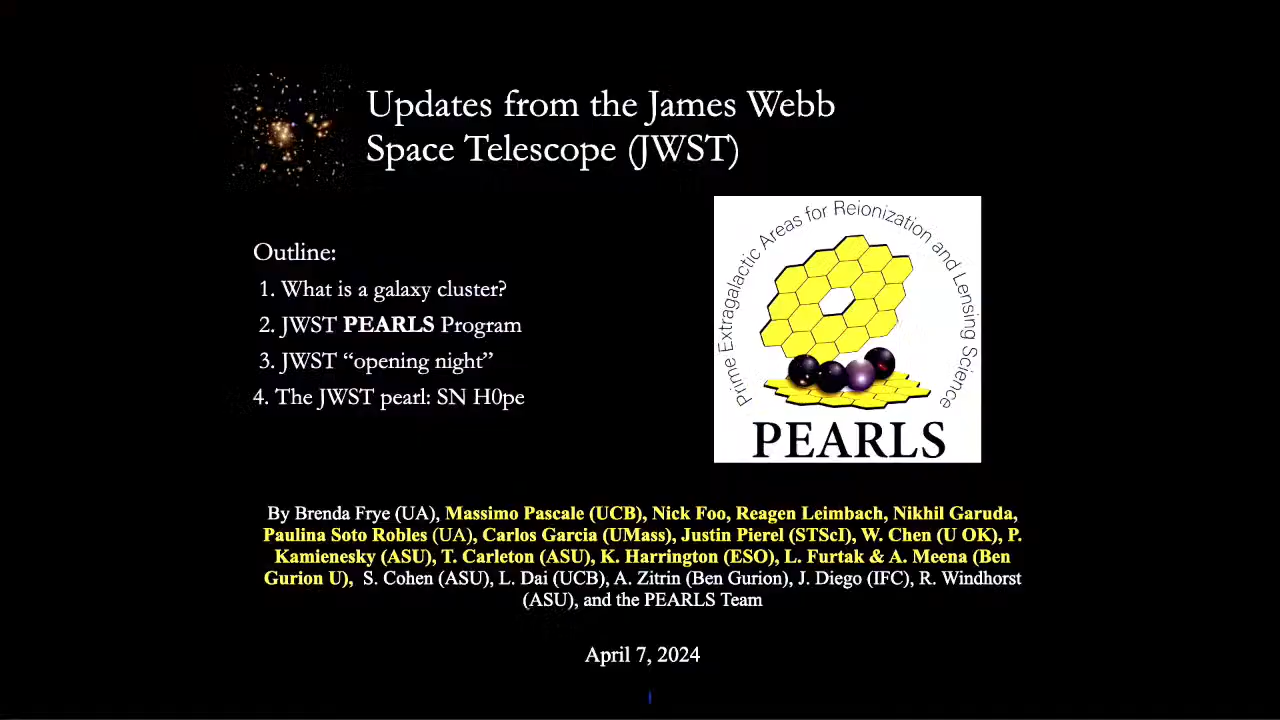 Updates from the James Webb
Space Telescope (JWST)
Outline:
1. What is a galaxy cluster?
2. JWST PEARLS Program
3. JWST “opening night”
4. The JWST pearl: SN H0pe
Prime Extragalactic Areas for Reionization and Lensing Science
PEARLS
By Brenda Frye (UA), Massimo Pascale (UCB), Nick Foo, Reagen Leimbach, Nikhil Garuda,
Paulina Soto Robles (UA), Carlos Garcia (UMass), Justin Pierel (STScI), W. Chen (U OK), P.
Kamienesky (ASU), T. Carleton (ASU), K. Harrington (ESO), L. Furtak & A. Meena (Ben
Gurion U), S. Cohen (ASU), L. Dai (UCB), A. Zitrin (Ben Gurion), J. Diego (IFC), R. Windhorst
(ASU), and the PEARLS Team
April 7, 2024